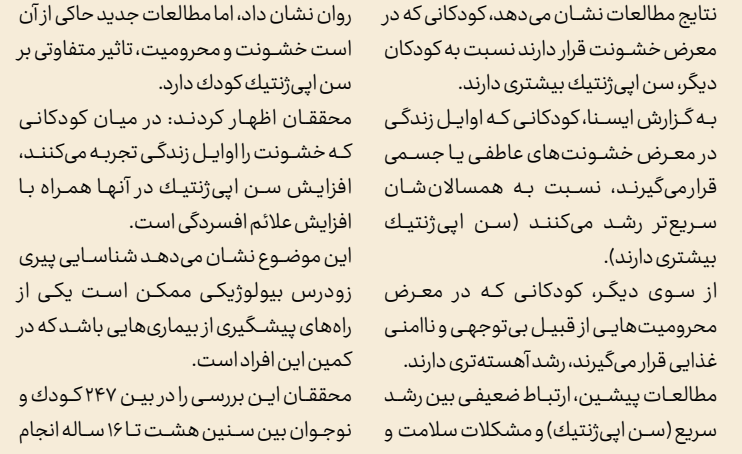 نتایج مطالعات نشان می‌دهد، کودکانی که در
معرض خشونت قرار دارند نسبت به کودکان
دیگر، سن اپی‌ژنتیك بیشتری دارند.
به گزارش ایسنا، کودکانی که اوایل زندگی
در معرض خشونت‌های عاطفی یا جسمی
قرار می‌گیرند، نسبت به همسالان‌شان
سریع‌تر رشد می‌کنند (سن اپی‌ژنتیك
بیشتری دارند).
از سوی دیگر، کودکانی که در معرض
محرومیت‌هایی از قبیل بی‌توجهی و ناامنی
غذایی قرار می‌گیرند، رشد آهسته‌تری دارند.
مطالعات پیشین، ارتباط ضعیفی بین رشد
سریع (سن اپی‌ژنتیك) و مشکلات سلامت و
روان نشان داد، اما مطالعات جدید حاکی از آن
است خشونت و محرومیت، تاثیر متفاوتی بر
سن اپی‌ژنتیك کودك دارد.
محققان اظهار کردند: در میان کودکانی
که خشونت را اوایل زندگی تجربه می‌کنند،
افزایش سن اپی‌ژنتیك در آنها همراه با
افزایش علائم افسردگی است.
این موضوع نشان می‌دهد شناسایی پیری
زودرس بیولوژیکی ممکن است یکی از
راه‌های پیشگیری از بیماری‌هایی باشد که در
کمین این افراد است.
محققان این بررسی را در بین ۲۴۷ کودك و
نوجوان بین سنین هشت تا ۱۶ ساله انجام